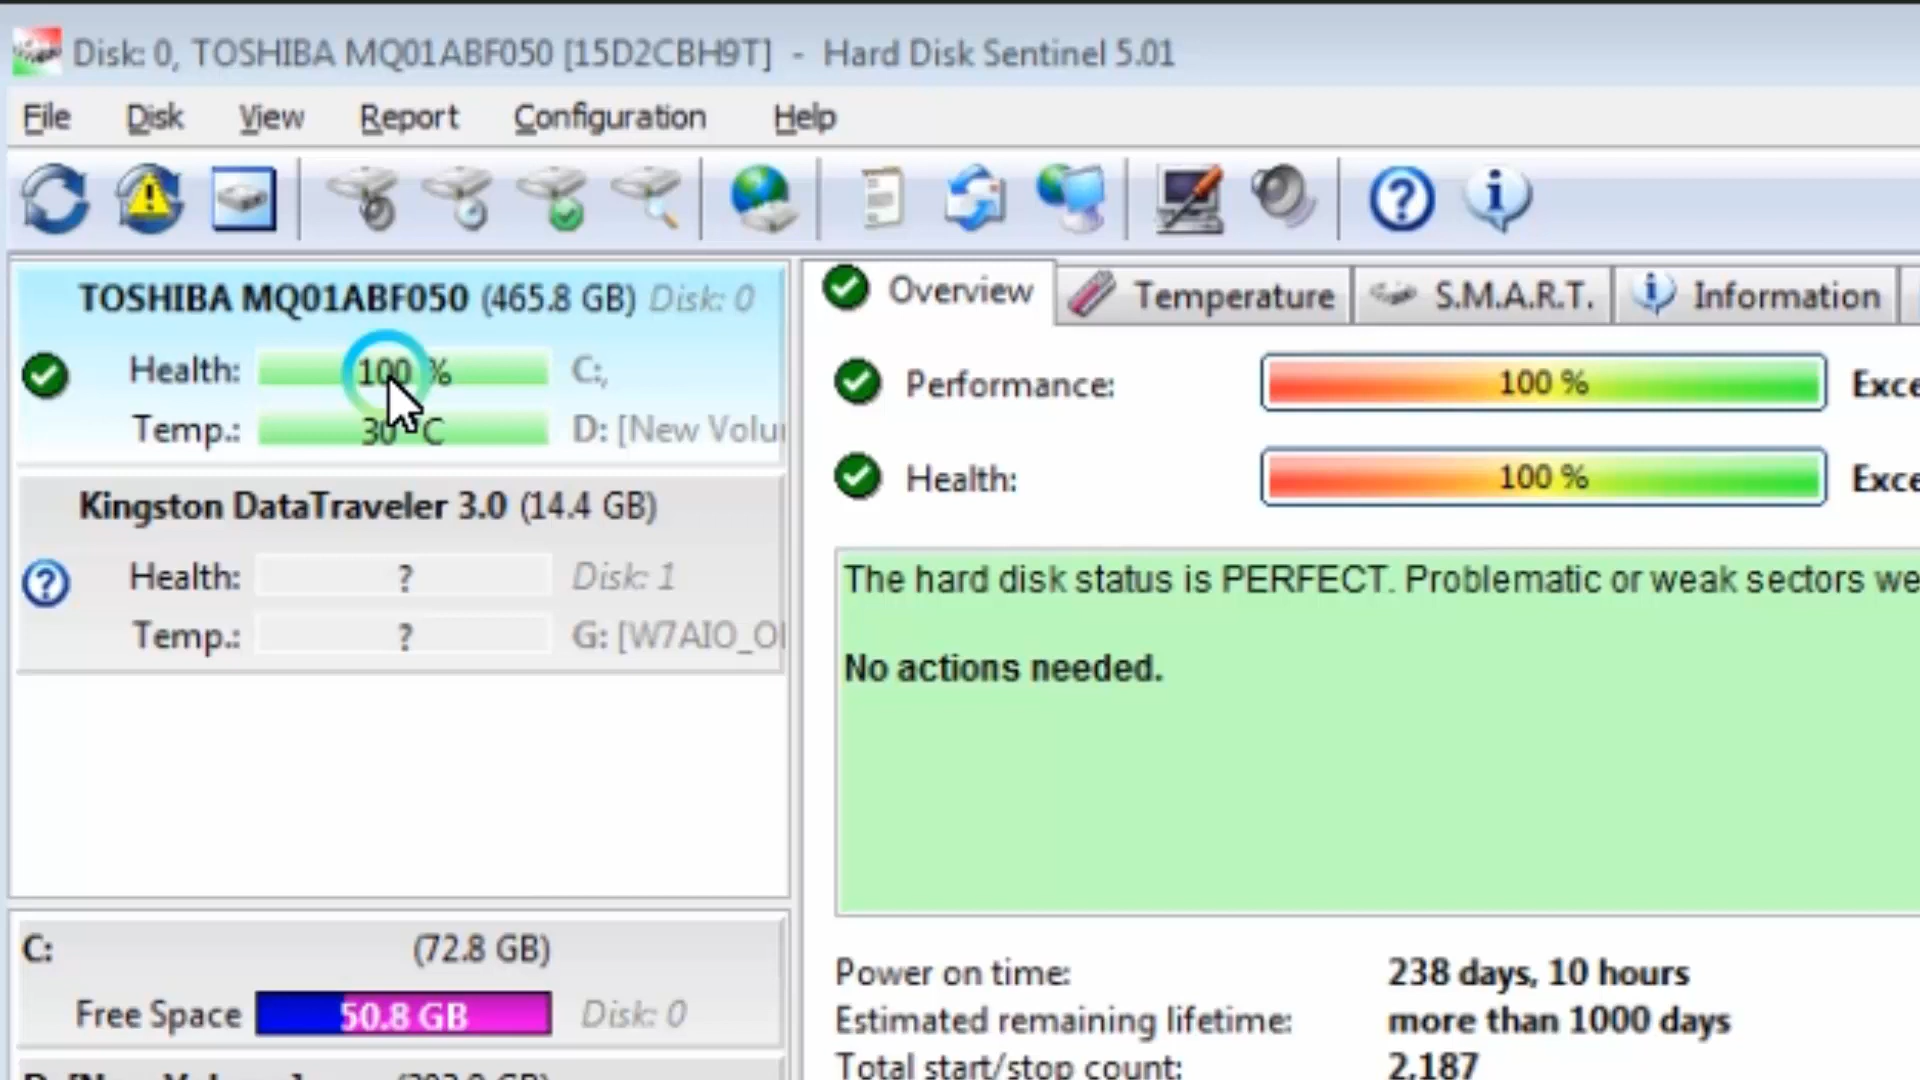 Disk: 0, TOSHIBA MQ01ABF050 [15D2CBH9T] - Hard Disk Sentinel 5.01
File Disk View Report Configuration Help
TOSHIBA MQ01ABF050 (465.8 GB) Disk: 0
Health: 100 % C:,
Temp.: 30 °C D: [New Volu
Kingston DataTraveler 3.0 (14.4 GB)
Health: ? Disk: 1
Temp.: ? G: [W7AIO_O
C: (72.8 GB)
Free Space 50.8 GB Disk: 0
D: [New Volume]
Overview Temperature S.M.A.R.T. Information
Performance: 100 % Exce
Health: 100 % Exce
The hard disk status is PERFECT. Problematic or weak sectors we
No actions needed.
Power on time: 238 days, 10 hours
Estimated remaining lifetime: more than 1000 days
Total start/stop count: 2,187